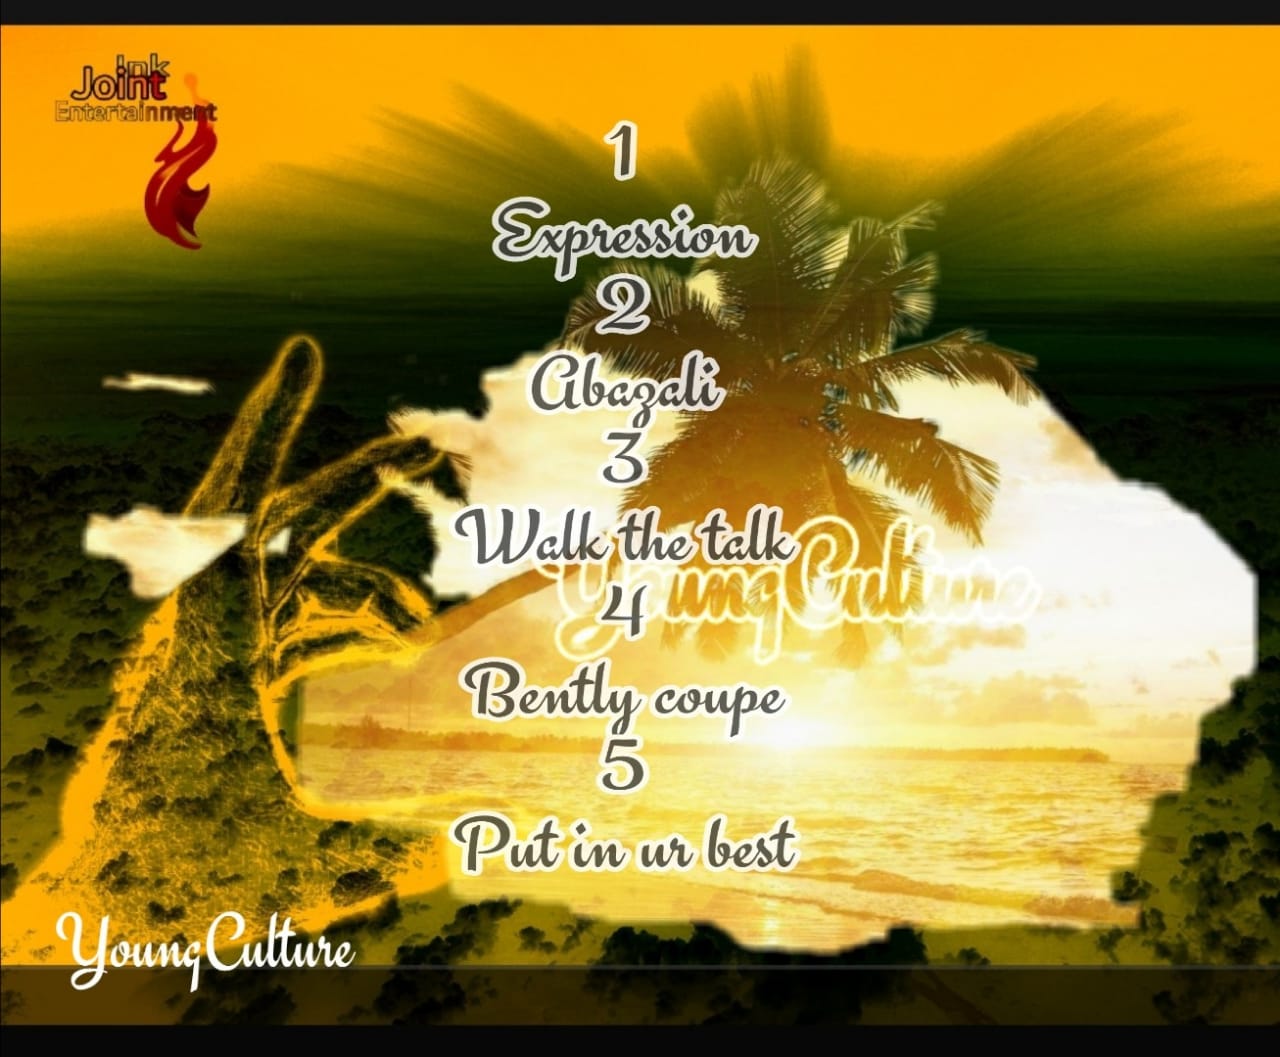 Ink
Joint
Entertainment
1
Expression
2
Abazali
3
Walk the talk
YoungCulture
4
Bently coupe
5
Put in ur best
YoungCulture